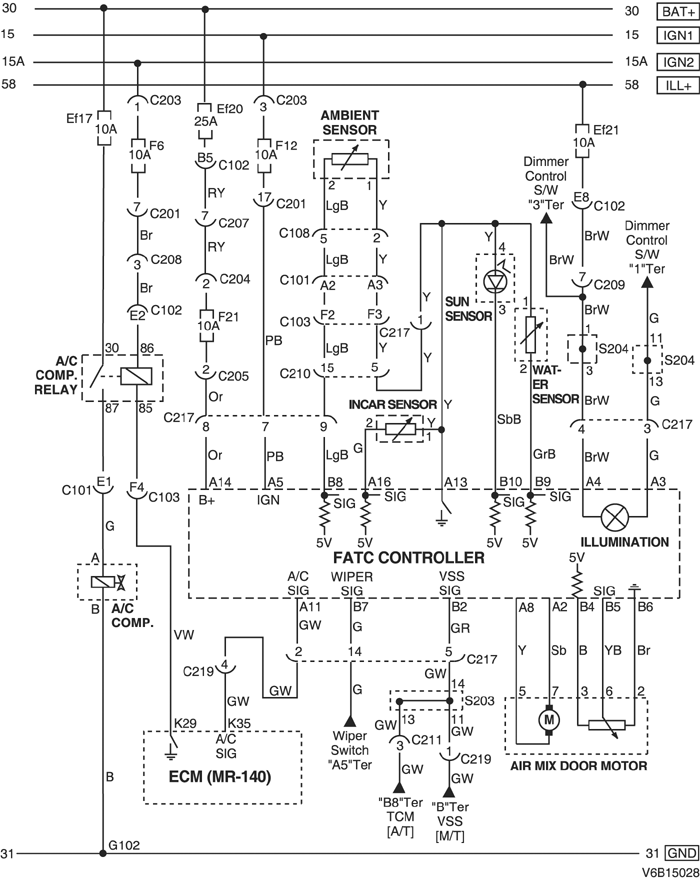 30 30 BAT+
15 15 IGN1
15A 15A IGN2
58 58 ILL+
Ef17 10A
1 C203
F6 10A
7 C201
Br
3 C208
Br
E2 C102
30 86
A/C COMP. RELAY
87 85
E1 C101
F4 C103
G
A
A/C COMP.
B
VW
B
Ef20 25A
B5 C102
RY
7 C207
RY
2 C204
F21 10A
2 C205
Or
C217 8 7 9
Or PB LgB
3 C203
F12 10A
17 C201
PB
AMBIENT SENSOR
2 1
LgB Y
C108 5 2
LgB Y
C101 A2 A3
C103 F2 F3
LgB Y
C217 1
Y
Y
C210 15 5
INCAR SENSOR
2 Y 1
G
Y
Y
4
SUN SENSOR
3
SbB
1
2
WAT-
ER
SENSOR
GrB
Dimmer
Control
S/W
"3"Ter
BrW
Ef21
10A
E8 C102
BrW
7 C209
BrW
1
S204
3
BrW
Dimmer
Control
S/W
"1"Ter
G
11
S204
13
G
4 3 C217
BrW G
A14 A5 B8 A16 A13 B10 B9 A4 A3
B+ IGN SIG SIG SIG SIG
5V 5V 5V 5V
FATC CONTROLLER
ILLUMINATION
A/C SIG
WIPER SIG
VSS SIG
5V
SIG
A11 B7 B2 A8 A2 B4 B5 B6
GW G GR
Y Sb B YB Br
2 14 5 C217
C219 4
GW
GW
G
GW
14
S203
13 11
GW GW
3 C211
1 C219
GW GW
K29 K35
A/C SIG
ECM (MR-140)
Wiper
Switch
"A5"Ter
"B8"Ter
TCM
[A/T]
"B"Ter
VSS
[M/T]
5 7 3 6 2
M
AIR MIX DOOR MOTOR
31 G102 31 GND
V6B15028